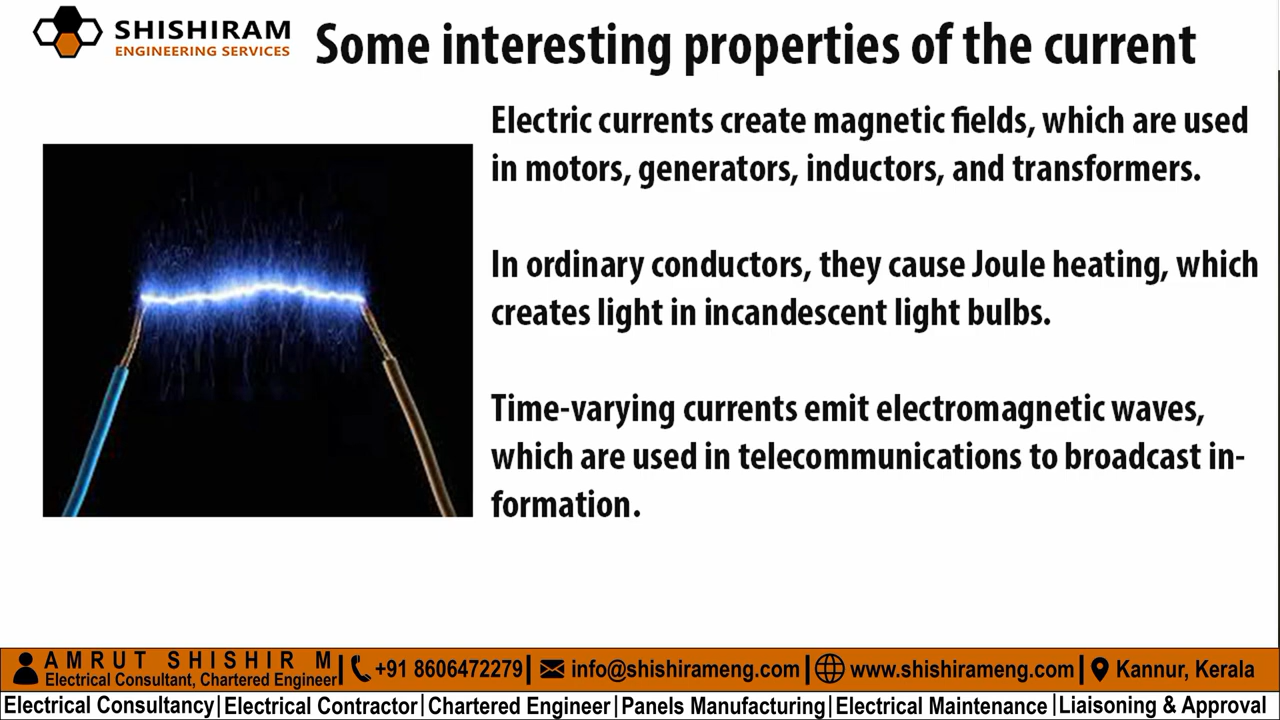 SHISHIRAM
ENGINEERING SERVICES
Some interesting properties of the current
Electric currents create magnetic fields, which are used
in motors, generators, inductors, and transformers.
In ordinary conductors, they cause Joule heating, which
creates light in incandescent light bulbs.
Time-varying currents emit electromagnetic waves,
which are used in telecommunications to broadcast in-
formation.
AMRUT SHISHIR M
Electrical Consultant, Chartered Engineer
+91 8606472279
info@shishirameng.com
www.shishirameng.com
Kannur, Kerala
Electrical Consultancy| Electrical Contractor| Chartered Engineer| Panels Manufacturing| Electrical Maintenance |Liaisoning & Approval